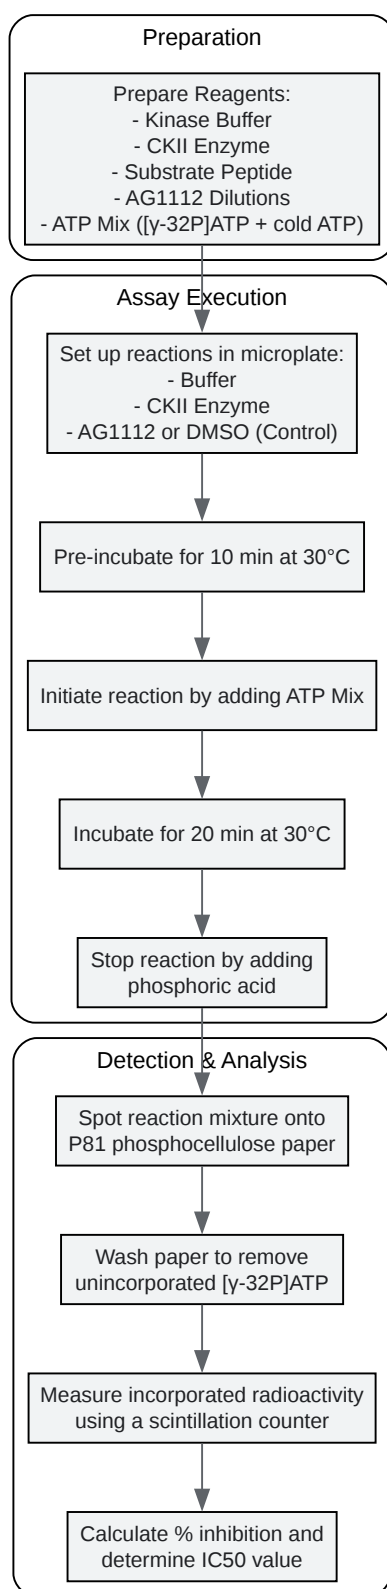 Preparation
Prepare Reagents:
- Kinase Buffer
- CKII Enzyme
- Substrate Peptide
- AG1112 Dilutions
- ATP Mix ([γ-32P]ATP + cold ATP)
Assay Execution
Set up reactions in microplate:
- Buffer
- CKII Enzyme
- AG1112 or DMSO (Control)
Pre-incubate for 10 min at 30°C
Initiate reaction by adding ATP Mix
Incubate for 20 min at 30°C
Stop reaction by adding
phosphoric acid
Detection & Analysis
Spot reaction mixture onto
P81 phosphocellulose paper
Wash paper to remove
unincorporated [γ-32P]ATP
Measure incorporated radioactivity
using a scintillation counter
Calculate % inhibition and
determine IC50 value